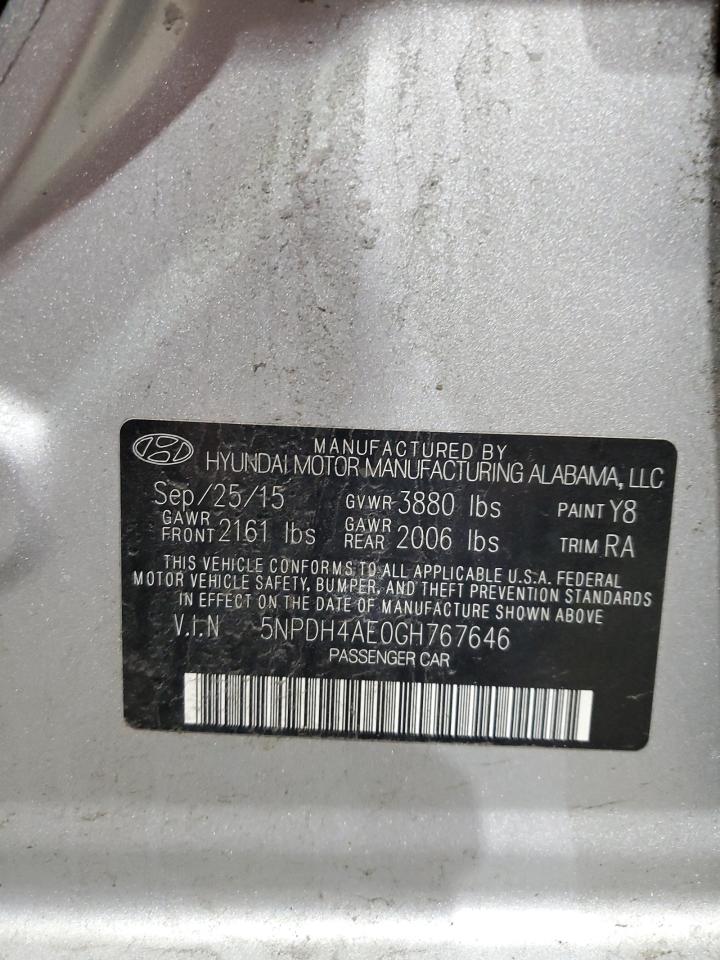 MANUFACTURED BY
HYUNDAI MOTOR MANUFACTURING ALABAMA, LLC
Sep/25/15 GVWR 3880 lbs PAINT Y8
GAWR FRONT 2161 lbs GAWR REAR 2006 lbs TRIM RA
THIS VEHICLE CONFORMS TO ALL APPLICABLE U.S.A. FEDERAL
MOTOR VEHICLE SAFETY, BUMPER, AND THEFT PREVENTION STANDARDS
IN EFFECT ON THE DATE OF MANUFACTURE SHOWN ABOVE
V.I.N 5NPDH4AE0GH767646
PASSENGER CAR